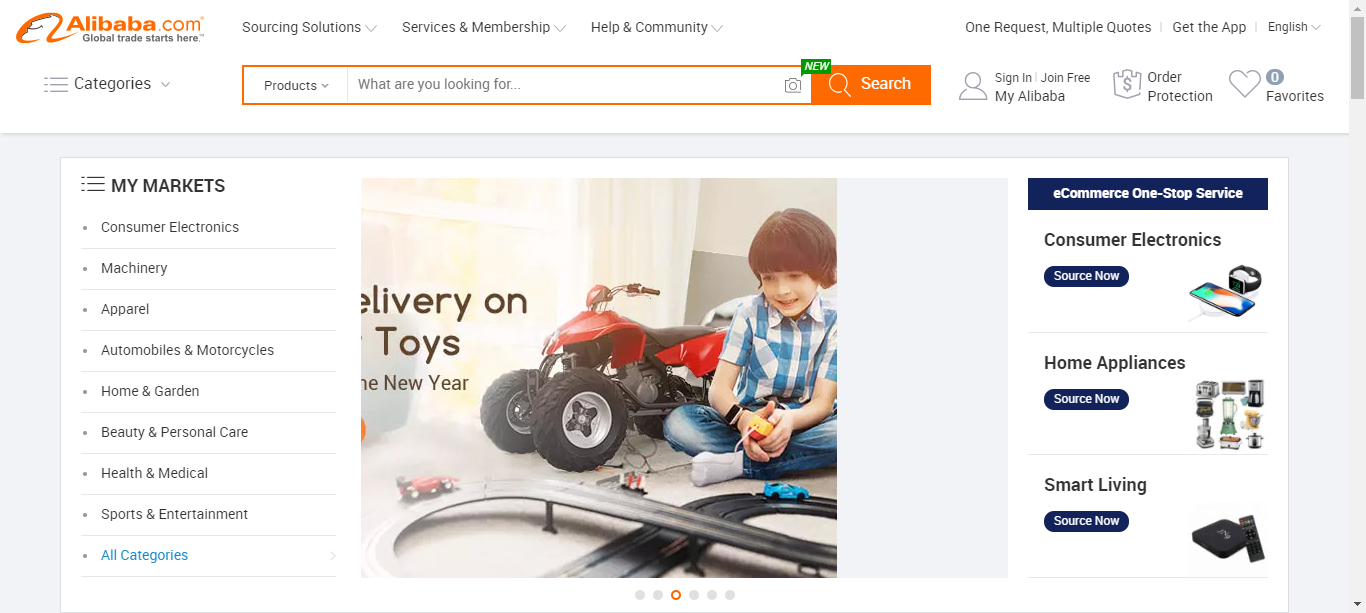 Alibaba.com
Global trade starts here.™
Sourcing Solutions
Services & Membership
Help & Community
One Request, Multiple Quotes
Get the App
English
Categories
Products
What are you looking for...
NEW
Search
Sign In
Join Free
My Alibaba
Order
Protection
0
Favorites
MY MARKETS
Consumer Electronics
Machinery
Apparel
Automobiles & Motorcycles
Home & Garden
Beauty & Personal Care
Health & Medical
Sports & Entertainment
All Categories
elivery on
Toys
he New Year
eCommerce One-Stop Service
Consumer Electronics
Source Now
Home Appliances
Source Now
Smart Living
Source Now